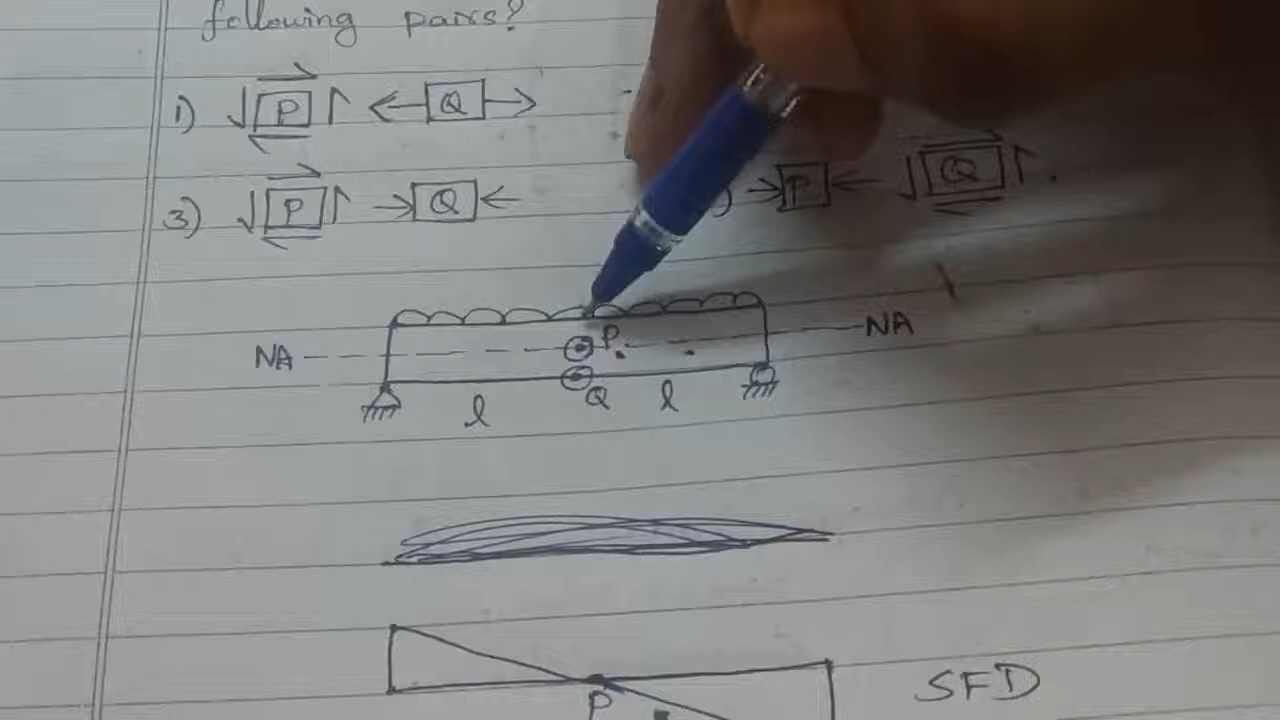 following pairs?
1) P Q
3) P Q ) P Q
NA P NA
l Q l
SFD
P